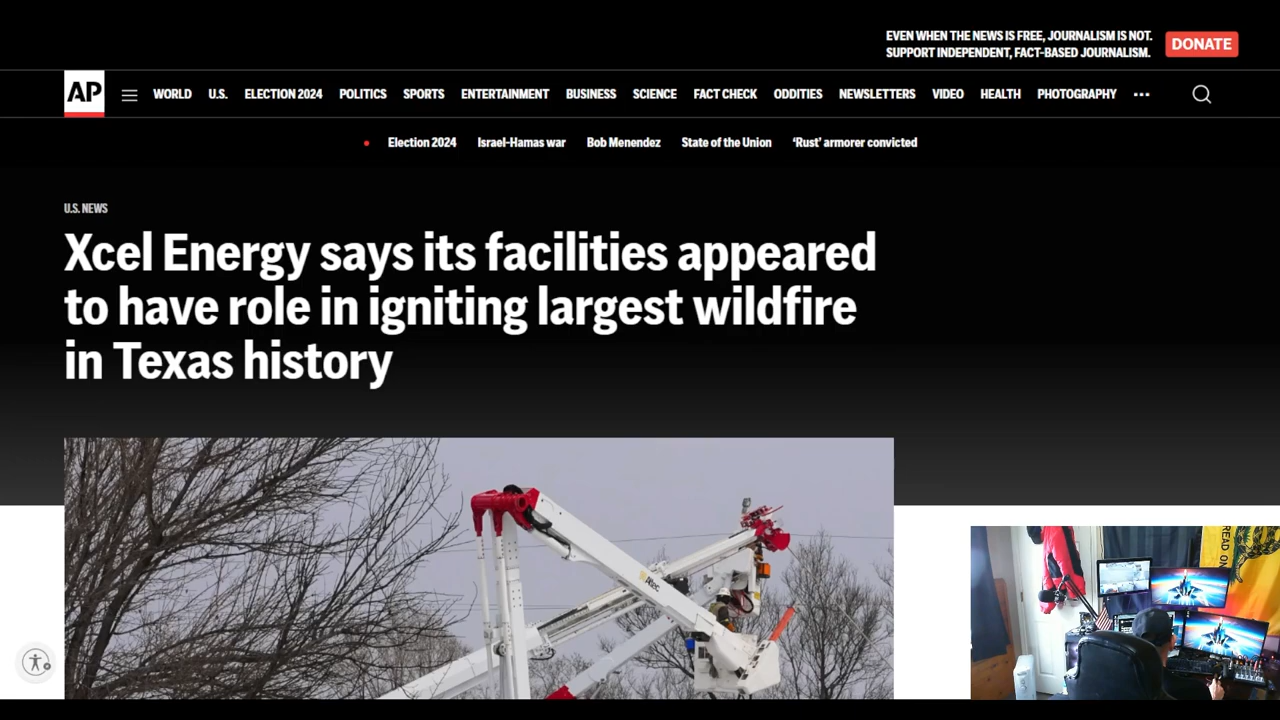 EVEN WHEN THE NEWS IS FREE, JOURNALISM IS NOT.
SUPPORT INDEPENDENT, FACT-BASED JOURNALISM.
DONATE
AP
WORLD U.S. ELECTION 2024 POLITICS SPORTS ENTERTAINMENT BUSINESS SCIENCE FACT CHECK ODDITIES NEWSLETTERS VIDEO HEALTH PHOTOGRAPHY
Election 2024 Israel-Hamas war Bob Menendez State of the Union ‘Rust’ armorer convicted
U.S. NEWS
Xcel Energy says its facilities appeared
to have role in igniting largest wildfire
in Texas history
READ ON